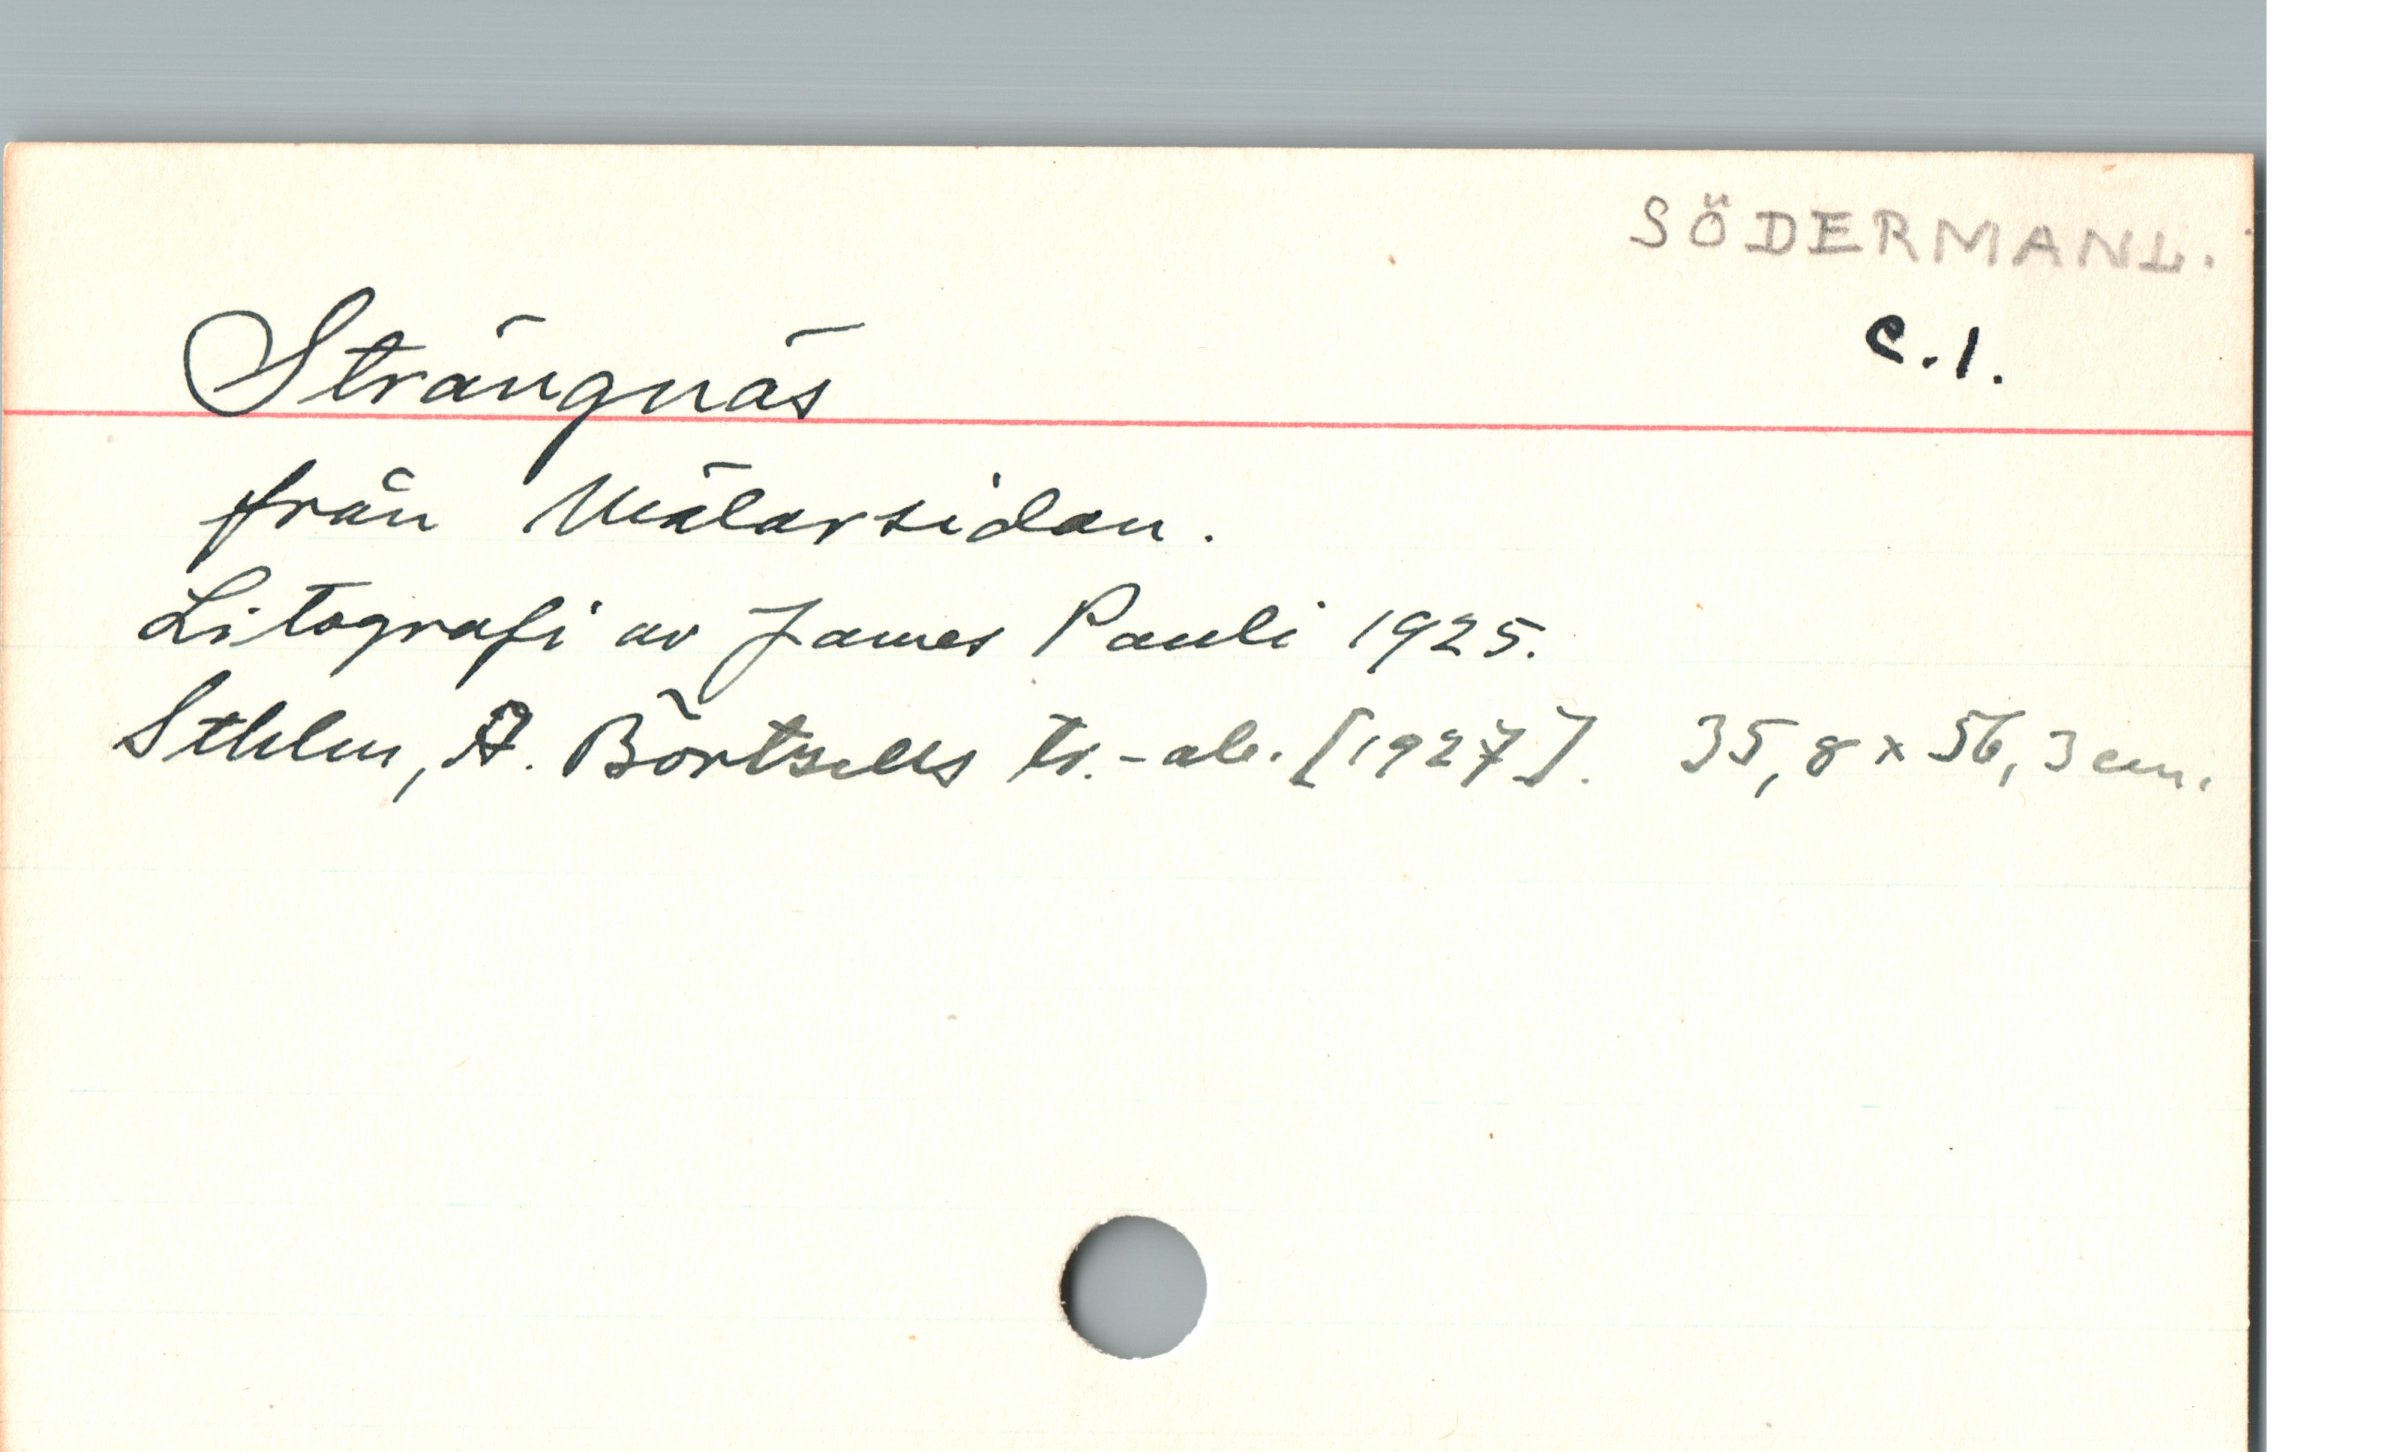 SÖDERMANL.
c.1.
Strängnäs
från Mälarsidan.
Litografi av James Pauli 1925.
Sthlm, A. Börtzells tr.-ab. [1927]. 35,8 x 56,3 cm.